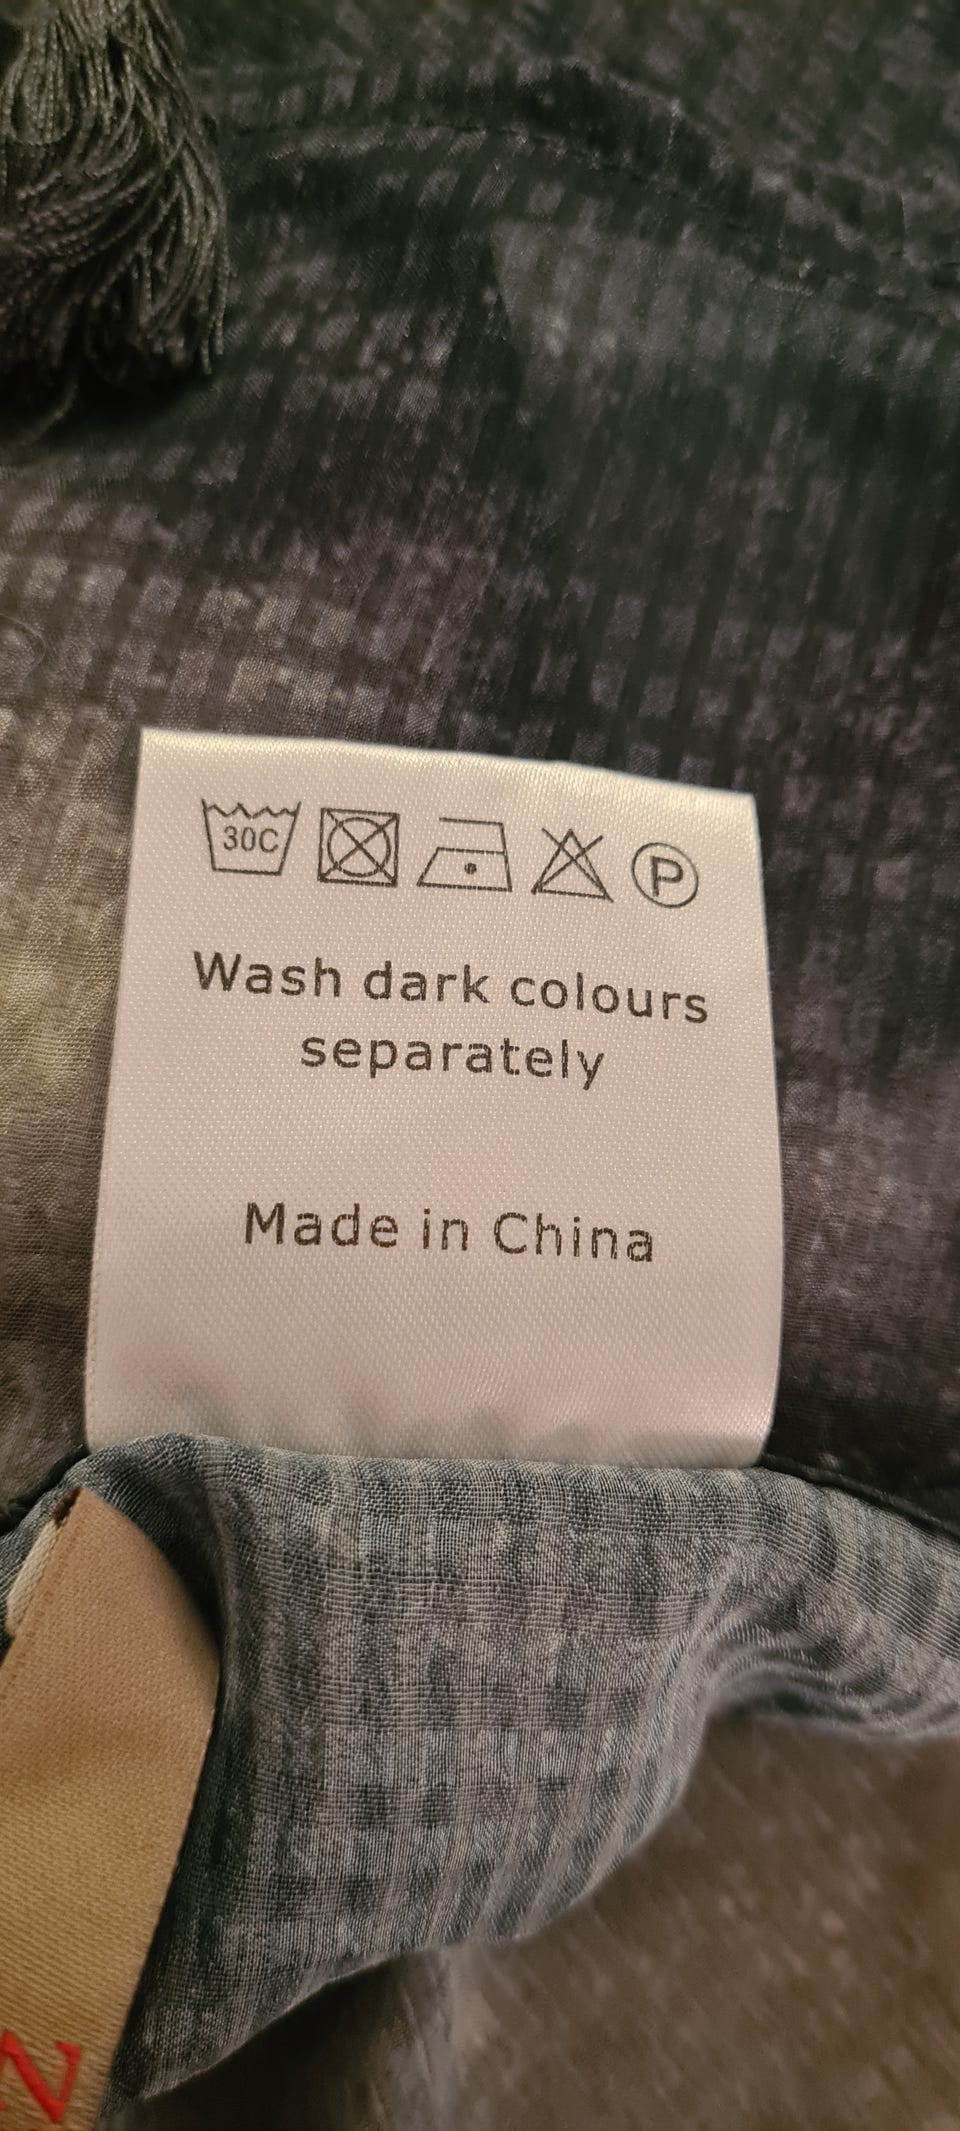 30C
P
Wash dark colours
separately
Made in China
N